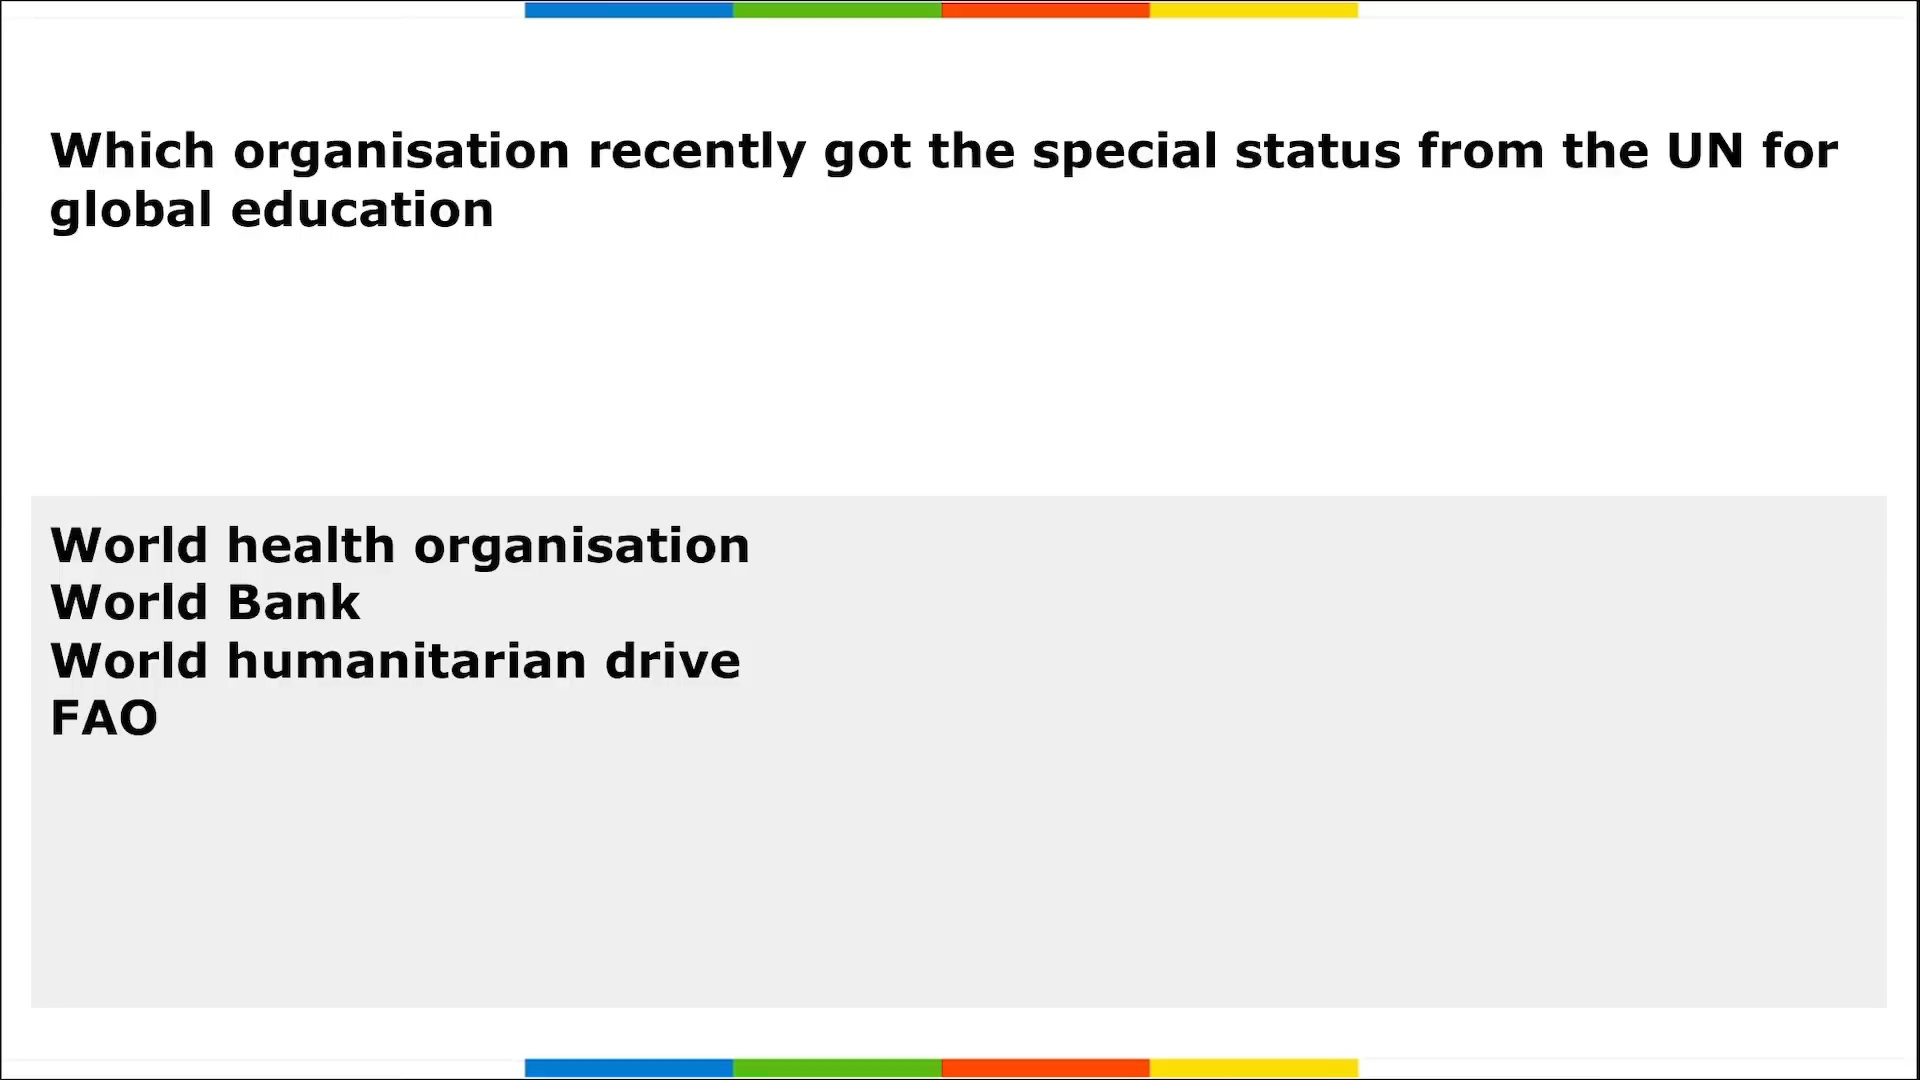 Which organisation recently got the special status from the UN for
global education
World health organisation
World Bank
World humanitarian drive
FAO